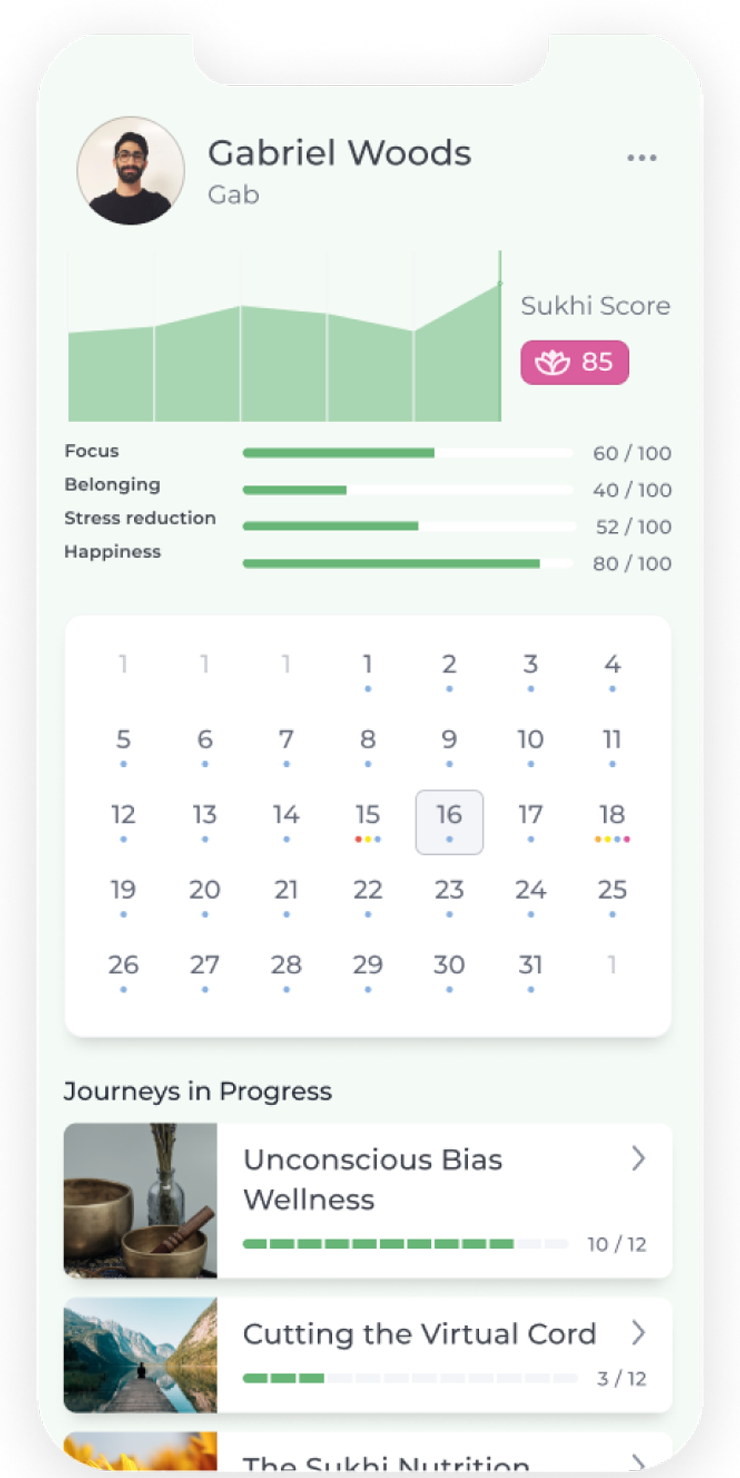 Gabriel Woods
Gab
Sukhi Score
85
Focus 60 / 100
Belonging 40 / 100
Stress reduction 52 / 100
Happiness 80 / 100
1 1 1 1 2 3 4
5 6 7 8 9 10 11
12 13 14 15 16 17 18
19 20 21 22 23 24 25
26 27 28 29 30 31 1
Journeys in Progress
Unconscious Bias
Wellness
10 / 12
Cutting the Virtual Cord
3 / 12
The Sukhi Nutrition